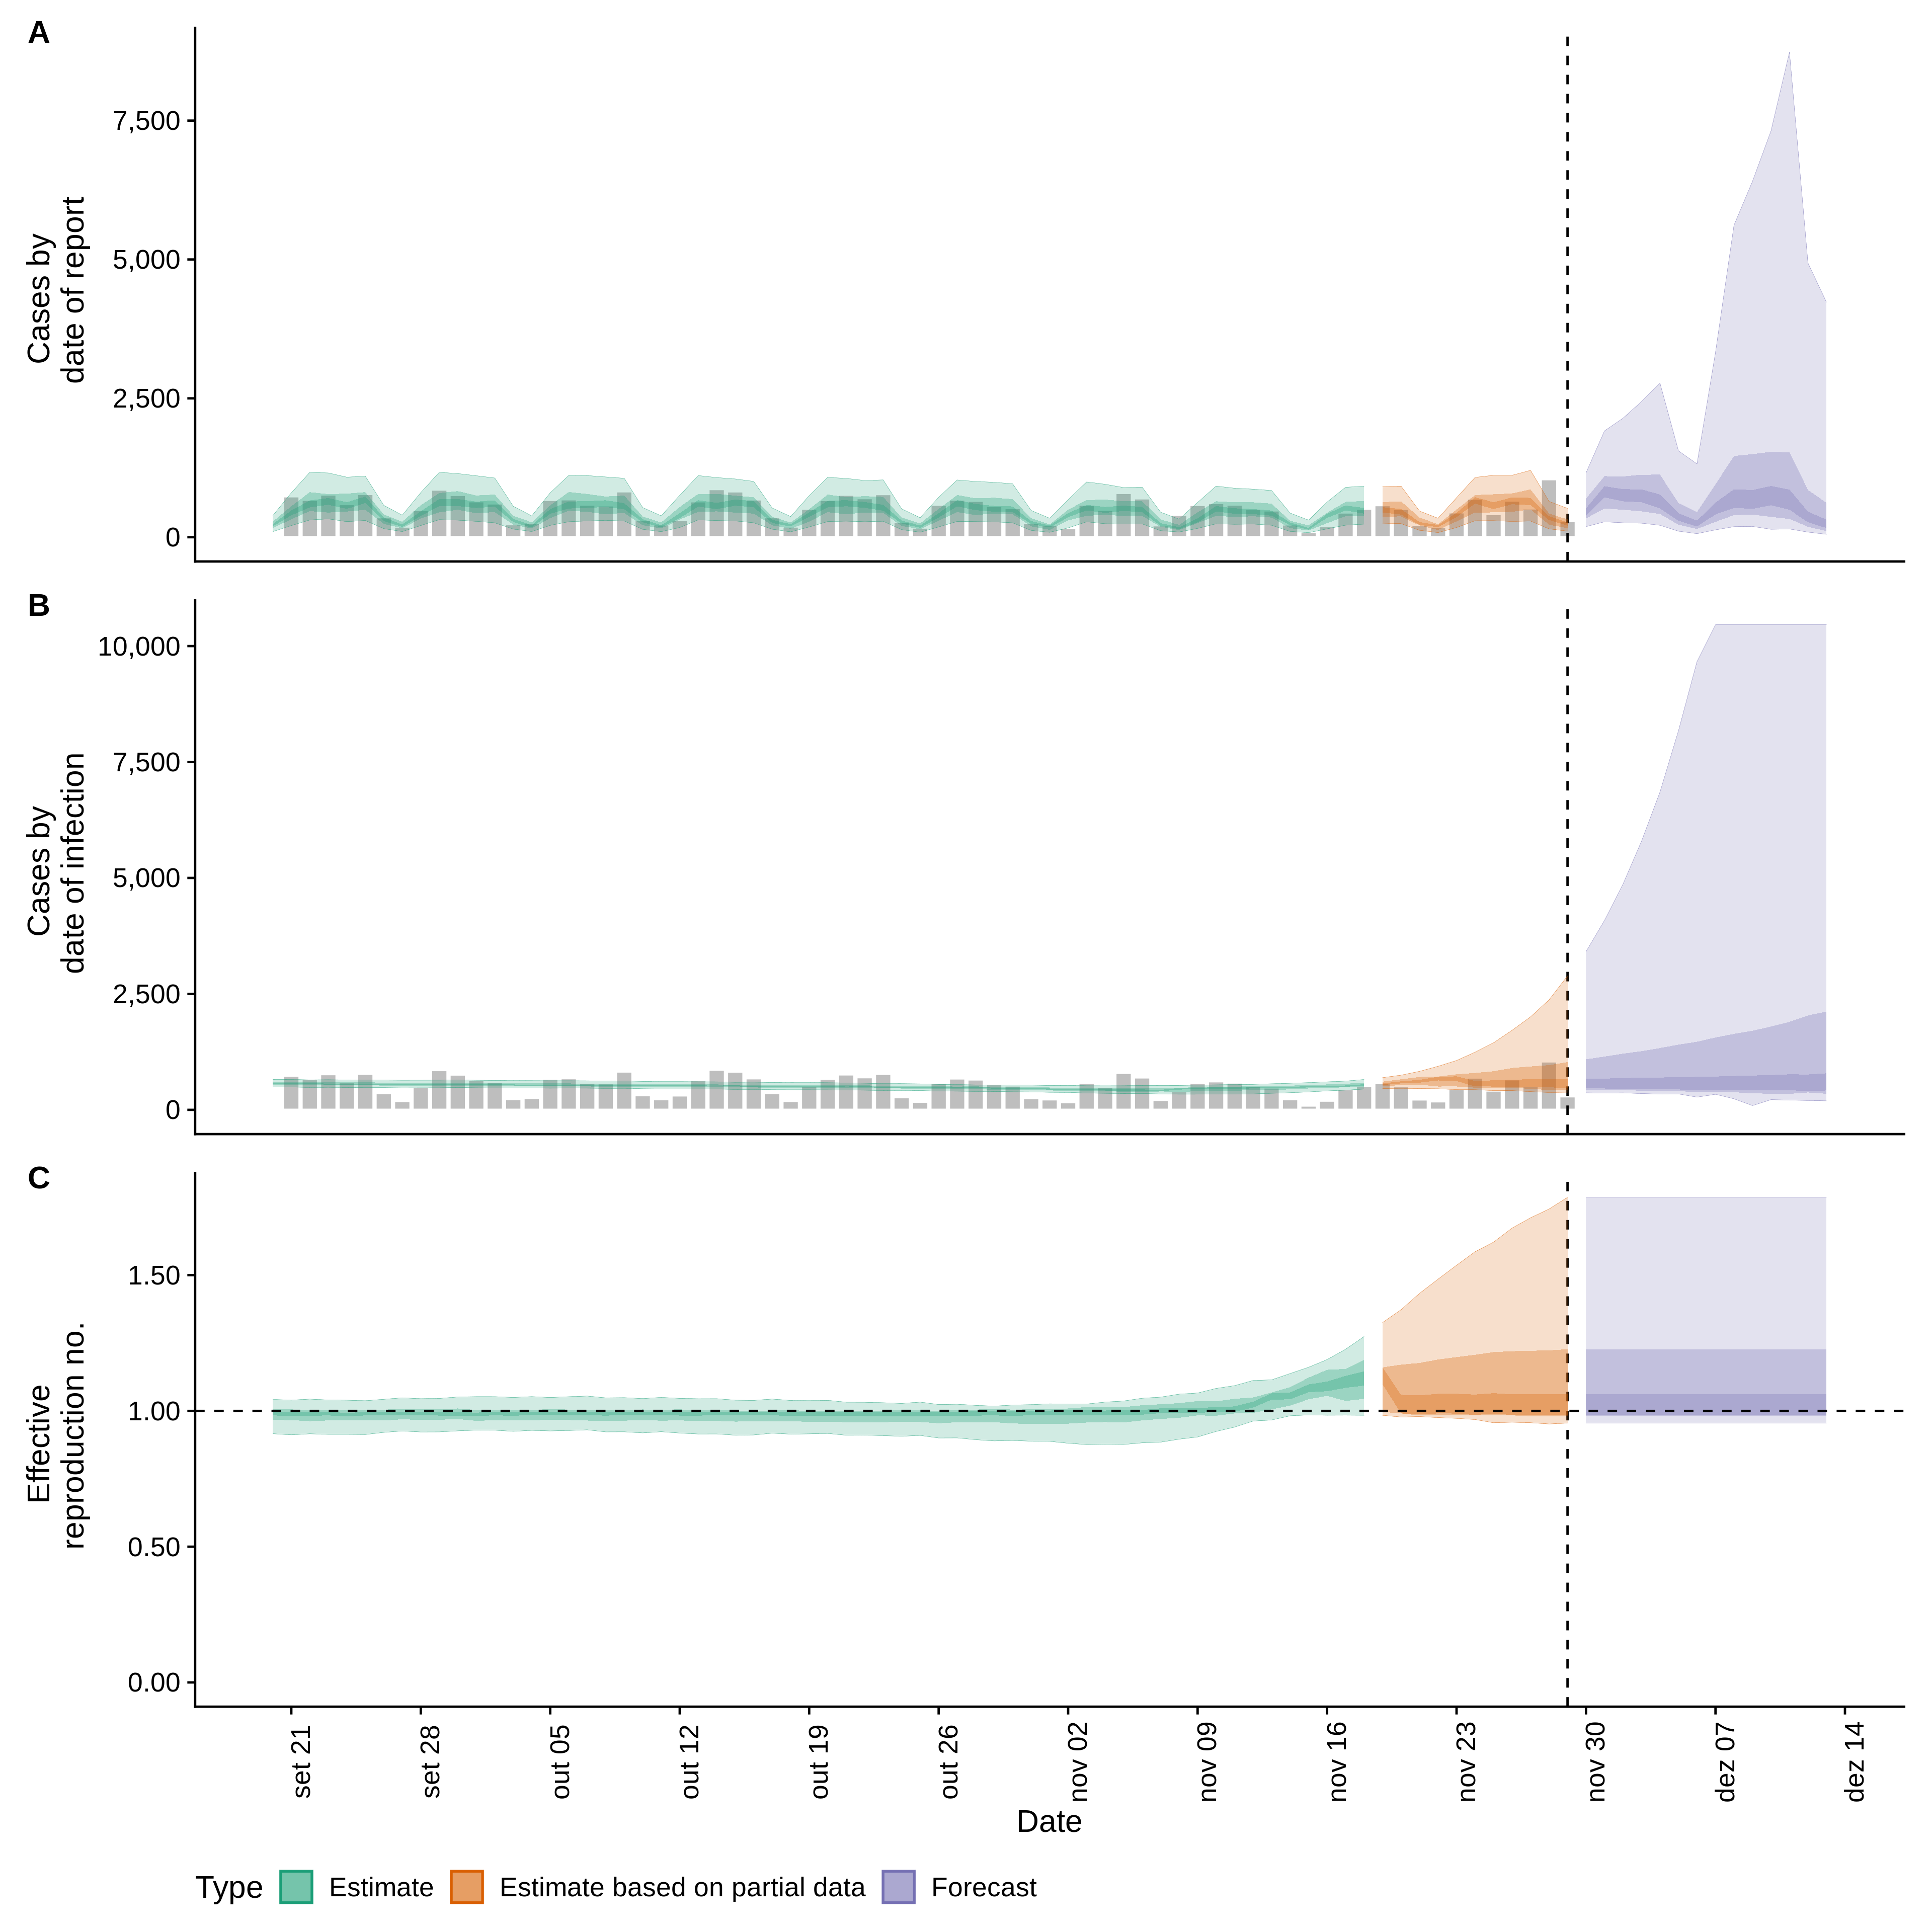 A
Cases by
date of report
7,500
5,000
2,500
0
B
Cases by
date of infection
10,000
7,500
5,000
2,500
0
C
Effective
reproduction no.
1.50
1.00
0.50
0.00
set 21
set 28
out 05
out 12
out 19
out 26
nov 02
nov 09
nov 16
nov 23
nov 30
dez 07
dez 14
Date
Type Estimate Estimate based on partial data Forecast